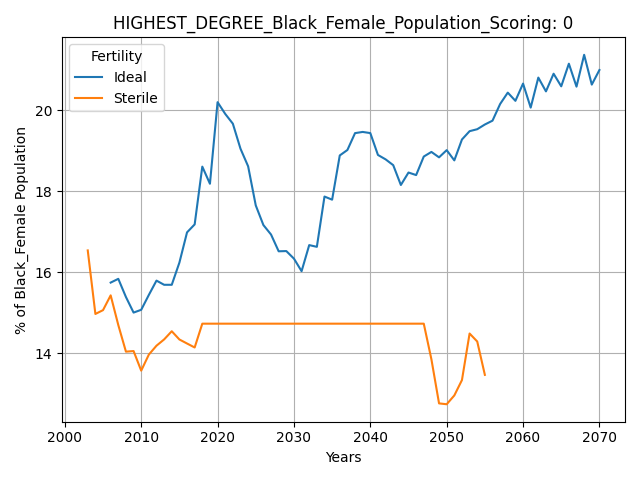 HIGHEST_DEGREE_Black_Female_Population_Scoring: 0
Fertility
Ideal
Sterile
% of Black_Female Population
20
18
16
14
2000 2010 2020 2030 2040 2050 2060 2070
Years